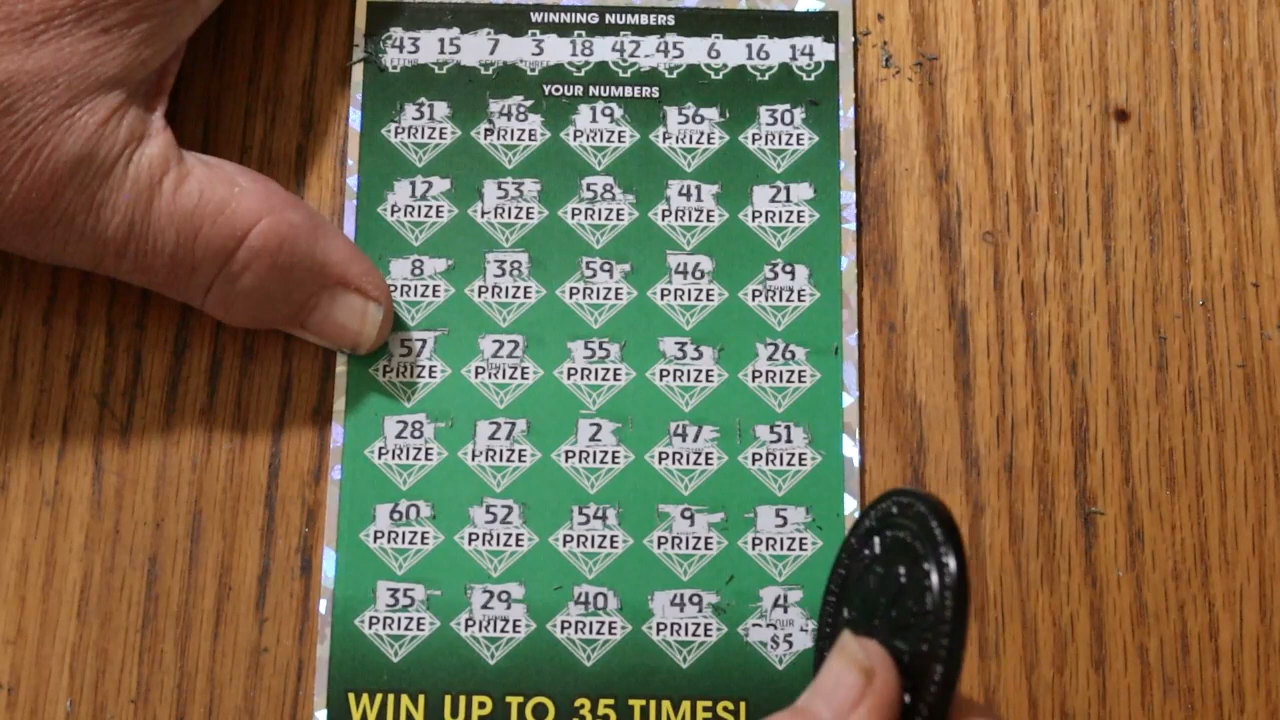 WINNING NUMBERS
43 15 7 3 18 42 45 6 16 14
THREE
YOUR NUMBERS
31 48 19 56 30
PRIZE PRIZE PRIZE PRIZE PRIZE
12 53 58 41 21
PRIZE PRIZE PRIZE PRIZE PRIZE
8 38 59 46 39
PRIZE PRIZE PRIZE PRIZE PRIZE
57 22 55 33 26
PRIZE PRIZE PRIZE PRIZE PRIZE
28 27 2 47 51
PRIZE PRIZE PRIZE PRIZE PRIZE
60 52 54 9 5
PRIZE PRIZE PRIZE PRIZE PRIZE
35 29 40 49 4
FOUR
PRIZE PRIZE PRIZE PRIZE
$5
WIN UP TO 35 TIMES!